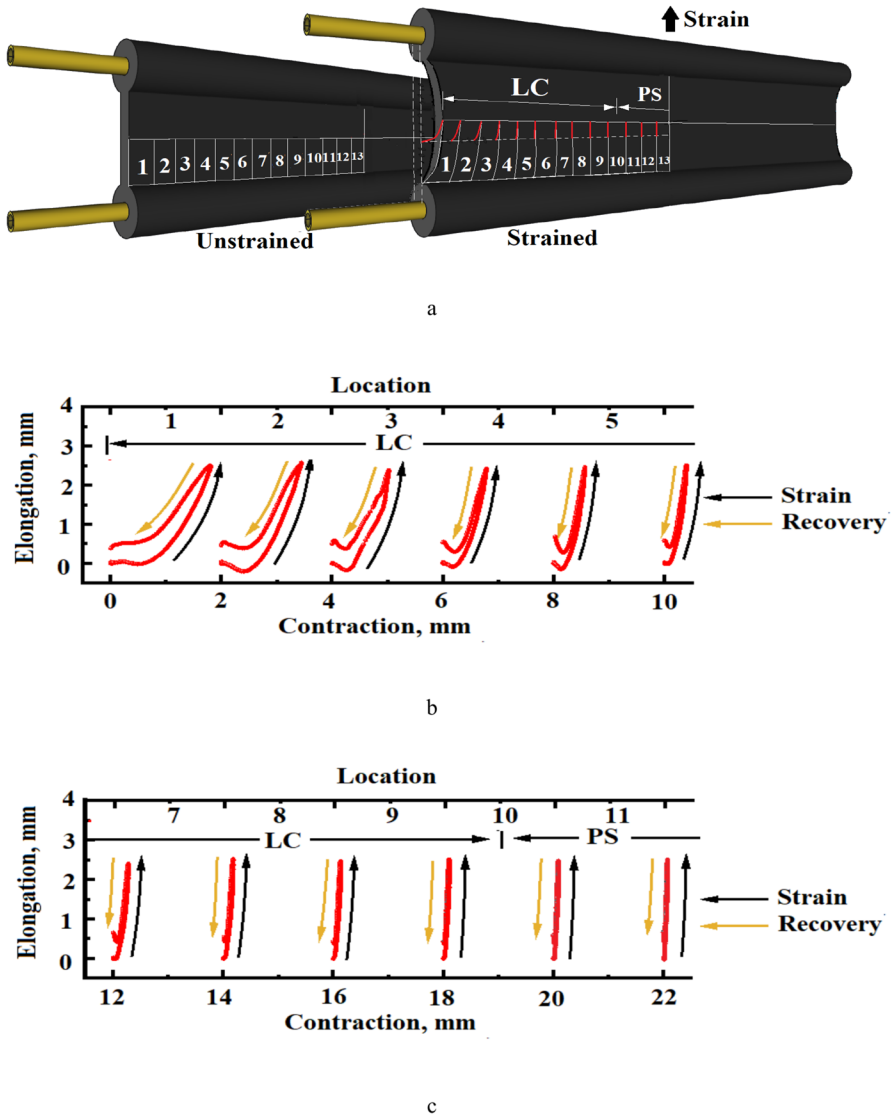 Strain
LC
PS
1 2 3 4 5 6 7 8 9 10 11 12 13
1 2 3 4 5 6 7 8 9 10 11 12 13
Unstrained
Strained
a
Location
4
1 2 3 4 5
3
LC
Elongation, mm
2
Strain
1
Recovery
0
0 2 4 6 8 10
Contraction, mm
b
Location
4
7 8 9 10 11
3
LC
PS
Elongation, mm
2
Strain
1
Recovery
0
12 14 16 18 20 22
Contraction, mm
c